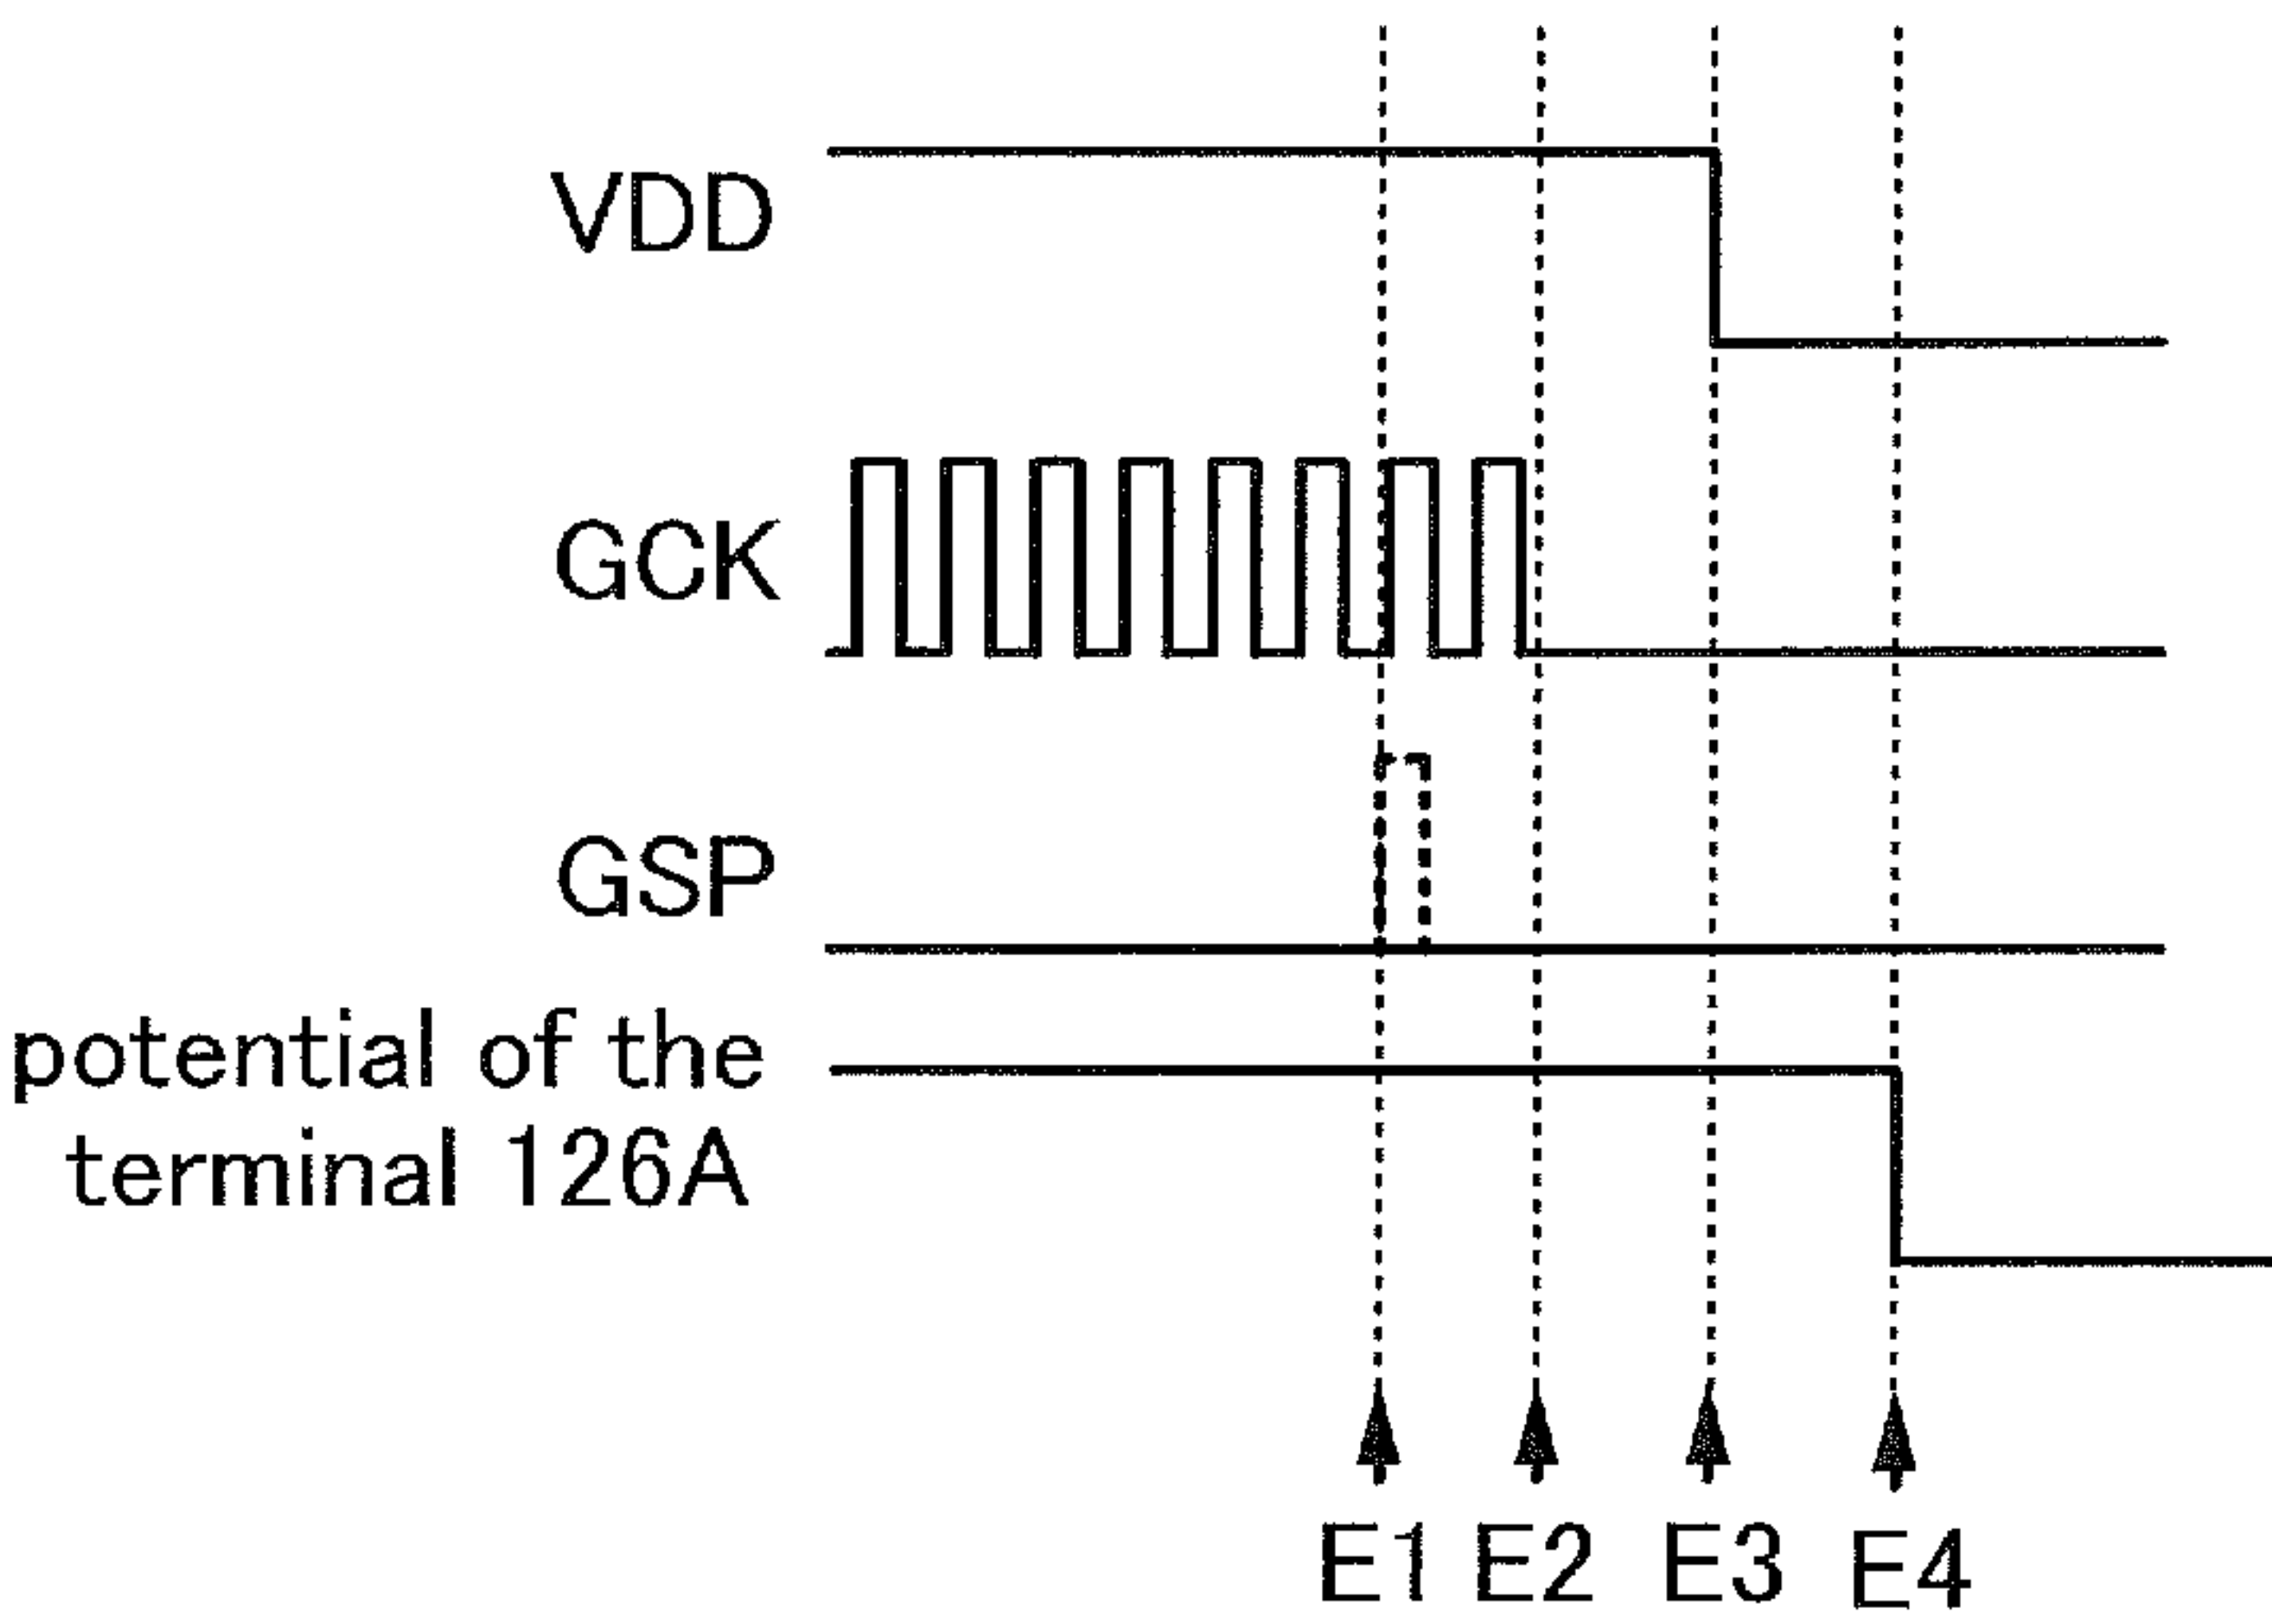 VDD
GCK
GSP
potential of the
terminal 126A
E1 E2 E3 E4